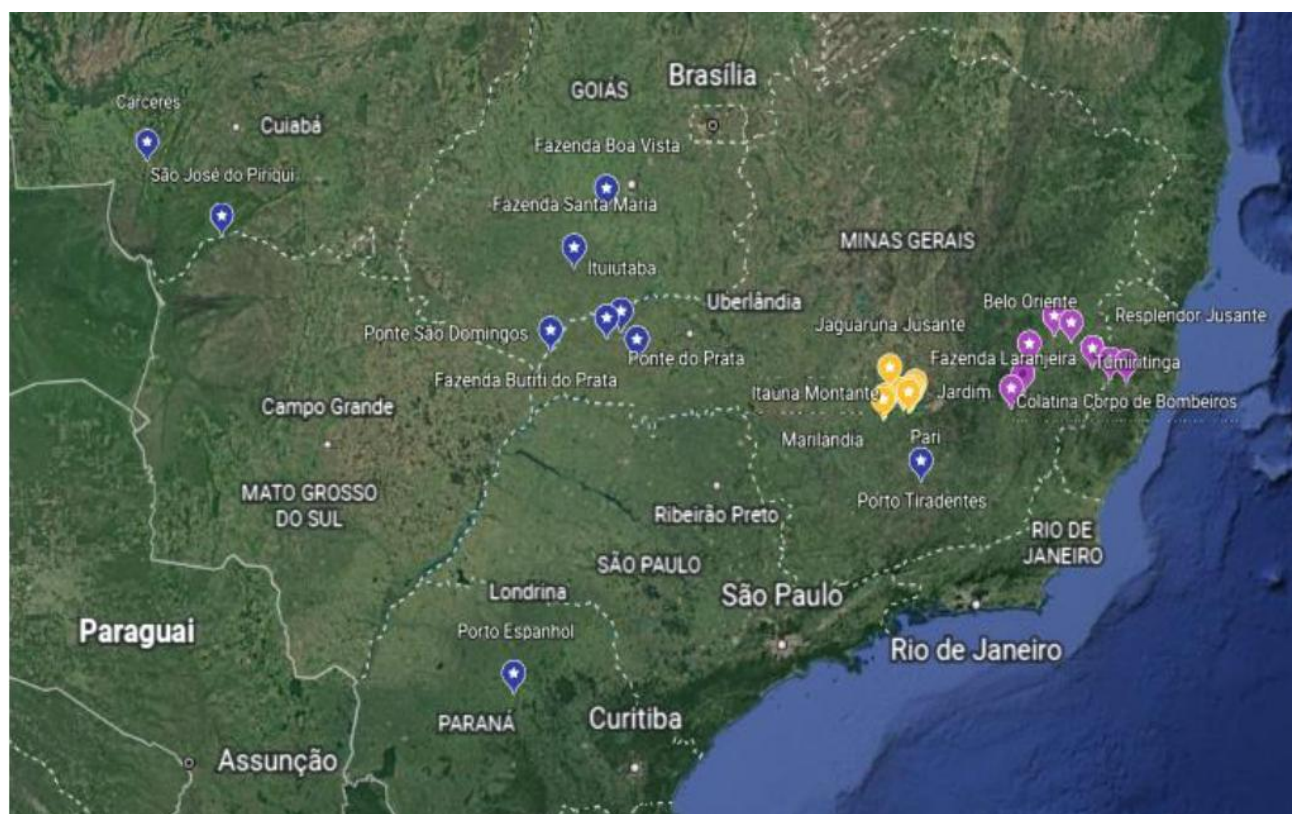 Brasília
GOIÁS
Carceres
Cuiabá
Fazenda Boa Vista
São José do Piriqui
Fazenda Santa Maria
MINAS GERAIS
Ituiutaba
Uberlândia
Belo Oriente
Resplendor Jusante
Jaguaruna Jusante
Ponte São Domingos
Ponte do Prata
Fazenda Laranjeira
Tumiritinga
Fazenda Buriti do Prata
Itaúna Montante
Jardim
Colatina Corpo de Bombeiros
Campo Grande
Marilândia
Pari
MATO GROSSO
DO SUL
Porto Tiradentes
Ribeirão Preto
RIO DE
JANEIRO
SÃO PAULO
Londrina
São Paulo
Paraguai
Porto Espanhol
Rio de Janeiro
PARANÁ
Curitiba
Assunção